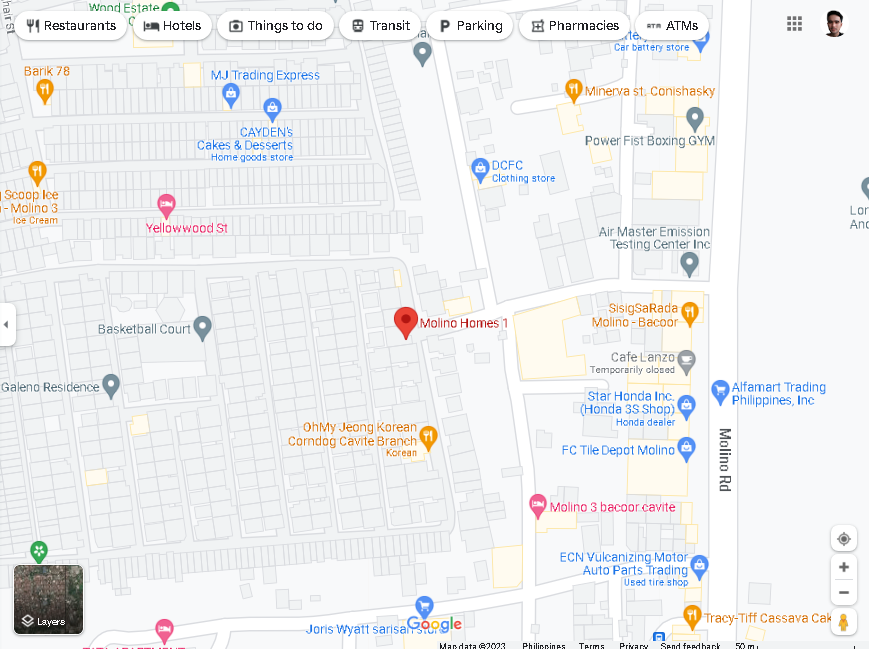 Wood Estate
Restaurants
Hotels
Things to do
Transit
Parking
Pharmacies
ATM
ATMs
Car battery store
Barik 78
MJ Trading Express
Minerva st. Conishasky
CAYDEN's
Cakes & Desserts
Home goods store
Power Fist Boxing GYM
DCFC
Clothing store
Scoop Ice
- Molino 3
Ice Cream
Yellowwood St
Air Master Emission
Testing Center Inc
SisigSaRada
Molino - Bacoor
Molino Homes 1
Basketball Court
Cafe Lanzo
Temporarily closed
Galeno Residence
Alfamart Trading
Philippines, Inc
Star Honda Inc.
(Honda 3S Shop)
Honda dealer
OhMy Jeong Korean
Corndog Cavite Branch
Korean
FC Tile Depot Molino
Molino Rd
Molino 3 bacoor cavite
ECN Vulcanizing Motor
Auto Parts Trading
Used tire shop
Layers
Tracy-Tiff Cassava Cak
Joris Wyatt sarisari store
Google
Map data ©2023
Philippines
Terms
Privacy
Send feedback
50 m